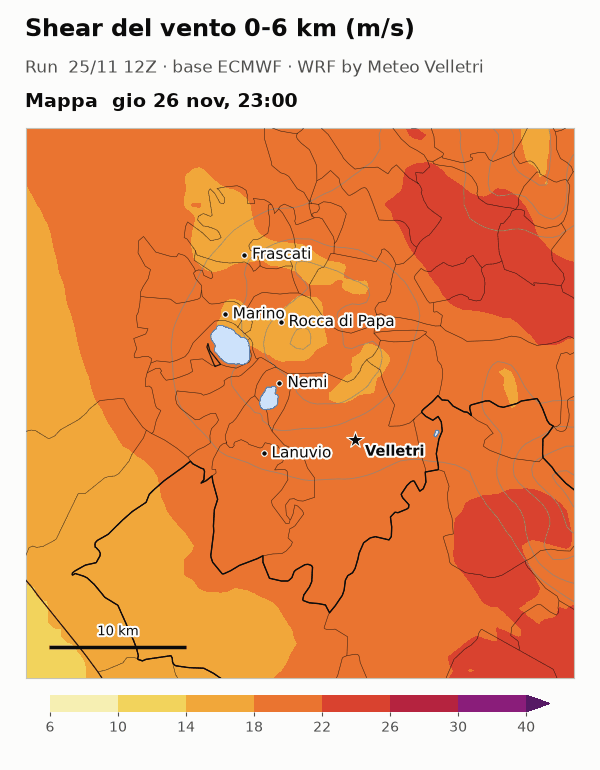 Shear del vento 0-6 km (m/s)
Run  25/11 12Z · base ECMWF · WRF by Meteo Velletri
Mappa  gio 26 nov, 23:00
Frascati
Marino
Rocca di Papa
Nemi
Velletri
Lanuvio
10 km
6 10 14 18 22 26 30 40